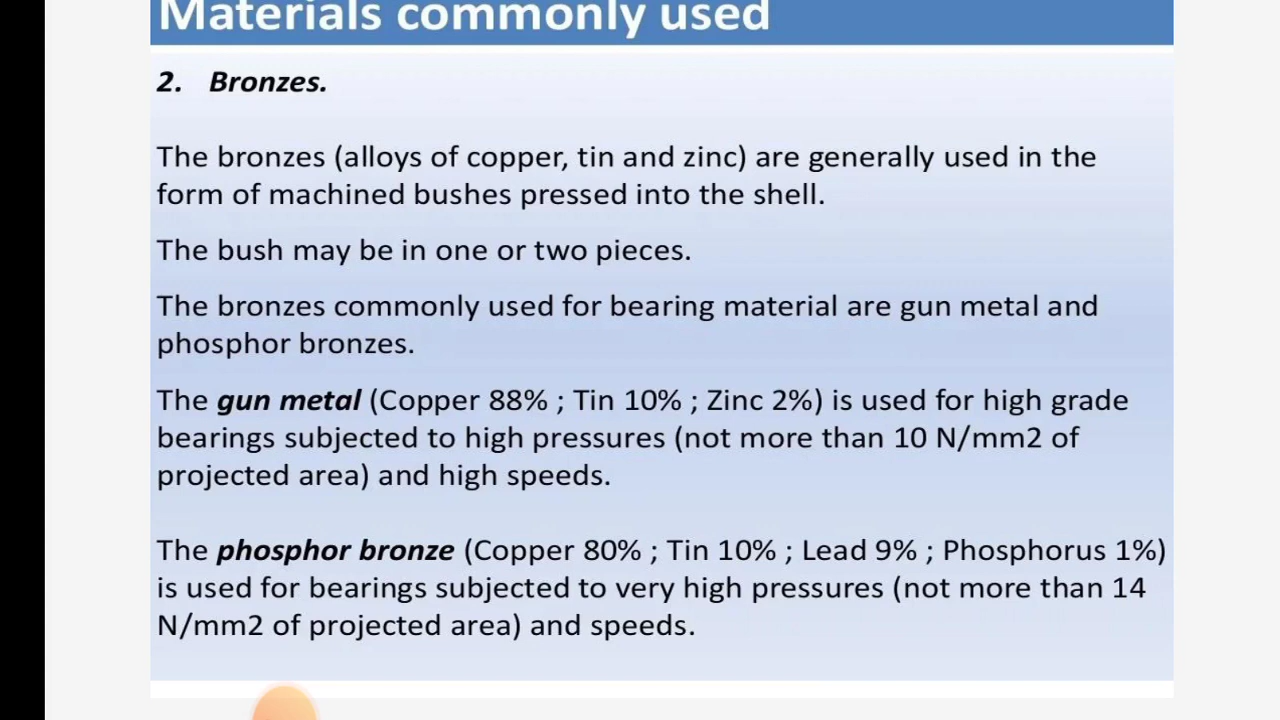 Materials commonly used
2. Bronzes.
The bronzes (alloys of copper, tin and zinc) are generally used in the
form of machined bushes pressed into the shell.
The bush may be in one or two pieces.
The bronzes commonly used for bearing material are gun metal and
phosphor bronzes.
The gun metal (Copper 88% ; Tin 10% ; Zinc 2%) is used for high grade
bearings subjected to high pressures (not more than 10 N/mm2 of
projected area) and high speeds.
The phosphor bronze (Copper 80% ; Tin 10% ; Lead 9% ; Phosphorus 1%)
is used for bearings subjected to very high pressures (not more than 14
N/mm2 of projected area) and speeds.